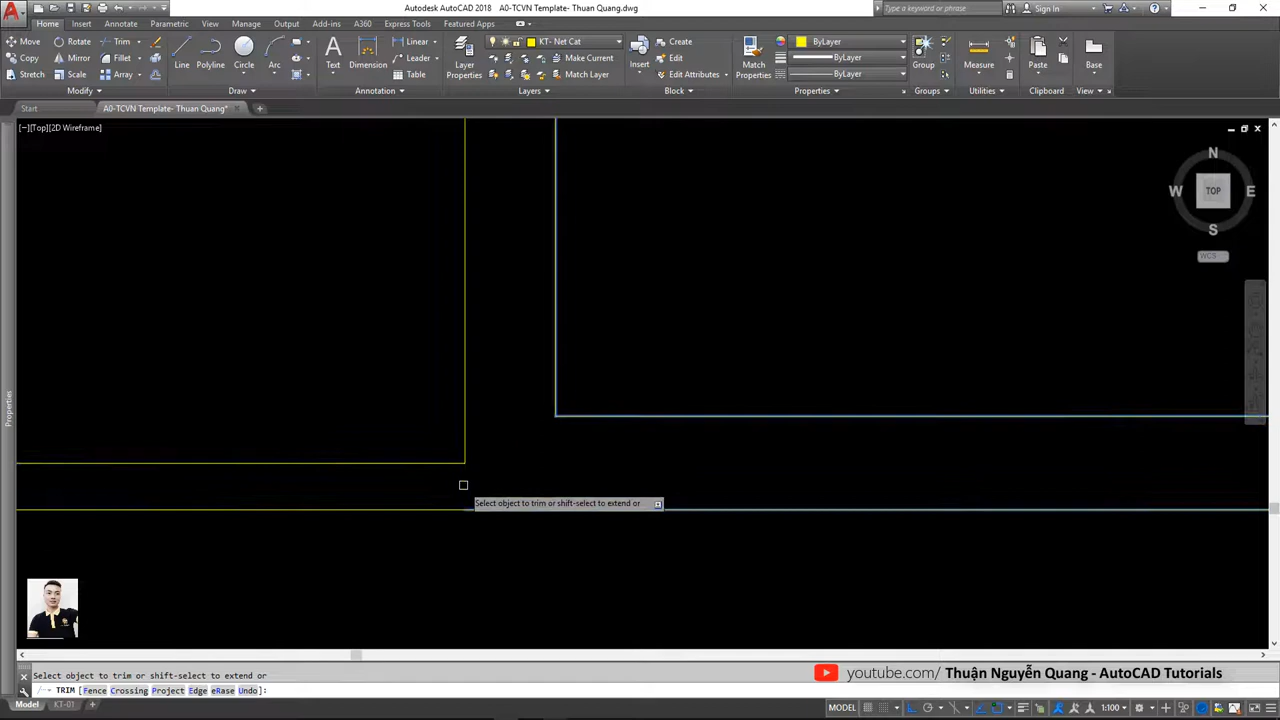 Autodesk AutoCAD 2018 A0-TCVN Template- Thuan Quang.dwg
Type a keyword or phrase
Sign In
Home Insert Annotate Parametric View Manage Output Add-ins A360 Express Tools Featured Apps
Move Rotate Trim
Copy Mirror Fillet
Stretch Scale Array
Modify
Line Polyline Circle Arc
Draw
Text Dimension
Linear
Leader
Table
Annotation
Layer Properties
KT- Net Cat
Make Current
Match Layer
Layers
Insert
Create
Edit
Edit Attributes
Block
Match Properties
ByLayer
ByLayer
ByLayer
Properties
Group
Groups
Measure
Utilities
Paste
Clipboard
Base
View
Start A0-TCVN Template- Thuan Quang*
[−][Top][2D Wireframe]
N
W TOP E
S
WCS
Properties
Select object to trim or shift-select to extend or
Select object to trim or shift-select to extend or
TRIM [Fence Crossing Project Edge eRase Undo]:
youtube.com/ Thuận Nguyễn Quang - AutoCAD Tutorials
Model KT-01
MODEL 1:100